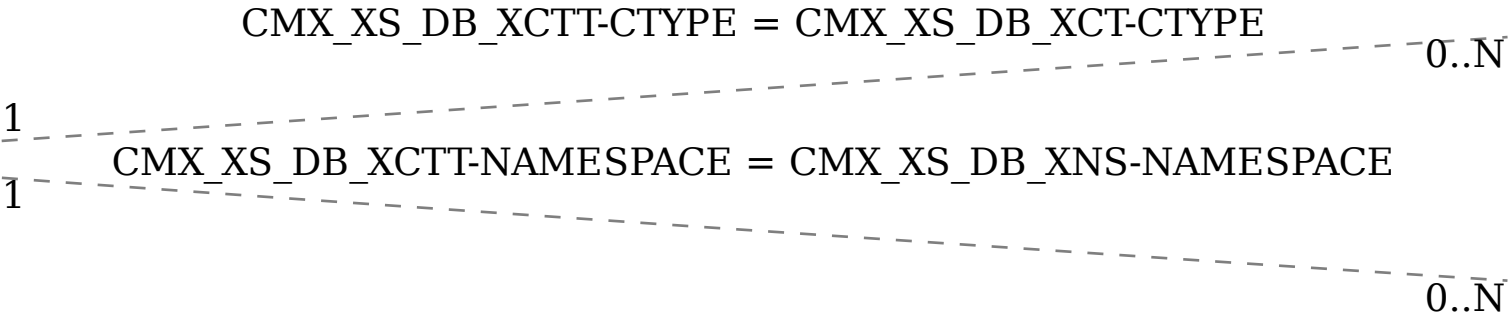 CMX_XS_DB_XCTT-CTYPE = CMX_XS_DB_XCT-CTYPE
0..N
1
CMX_XS_DB_XCTT-NAMESPACE = CMX_XS_DB_XNS-NAMESPACE
1
0..N